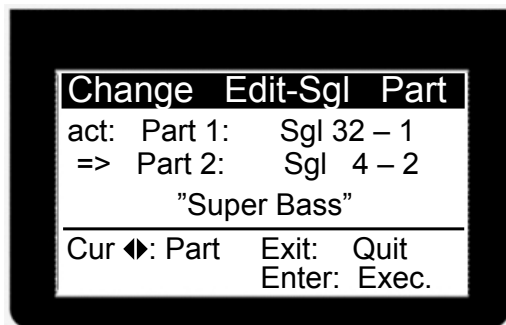 Change Edit-Sgl Part
act: Part 1: Sgl 32 – 1
=> Part 2: Sgl 4 – 2
”Super Bass”
Cur ◆: Part Exit: Quit
Enter: Exec.